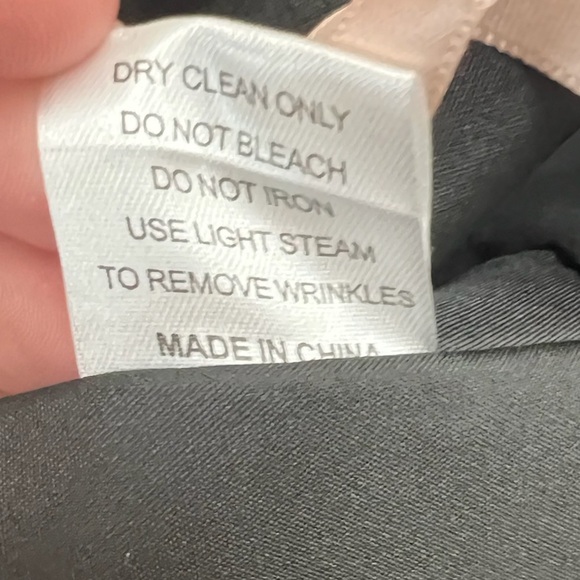 DRY CLEAN ONLY
DO NOT BLEACH
DO NOT IRON
USE LIGHT STEAM
TO REMOVE WRINKLES
MADE IN CHINA